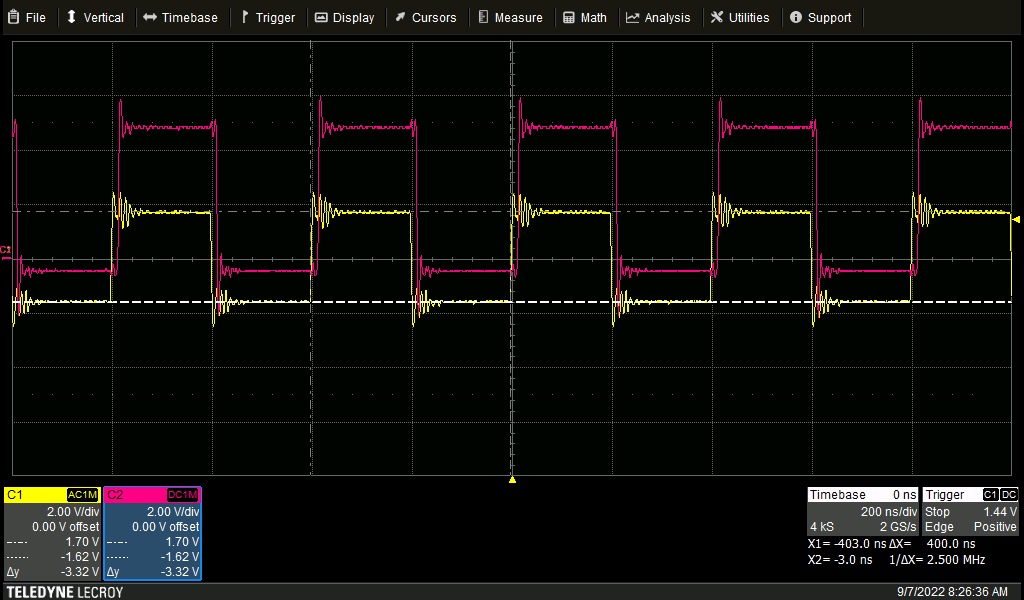 File Vertical Timebase Trigger Display Cursors Measure Math Analysis Utilities Support
C1 AC1M C2 DC1M
2.00 V/div 2.00 V/div
0.00 V offset 0.00 V offset
1.70 V 1.70 V
-1.62 V -1.62 V
Δy -3.32 V Δy -3.32 V
Timebase 0 ns Trigger C1 DC
200 ns/div Stop 1.44 V
4 kS 2 GS/s Edge Positive
X1= -403.0 ns ΔX= 400.0 ns
X2= -3.0 ns 1/ΔX= 2.500 MHz
TELEDYNE LECROY 9/7/2022 8:26:36 AM